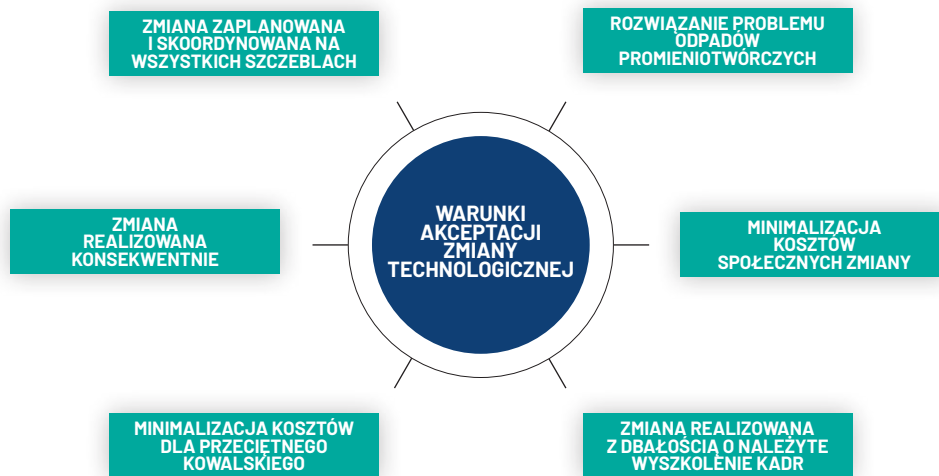 ZMIANA ZAPLANOWANA
I SKOORDYNOWANA NA
WSZYSTKICH SZCZEBLACH
ROZWIĄZANIE PROBLEMU
ODPADÓW
PROMIENIOTWÓRCZYCH
ZMIANA
REALIZOWANA
KONSEKWENTNIE
WARUNKI
AKCEPTACJI
ZMIANY
TECHNOLOGICZNEJ
MINIMALIZACJA
KOSZTÓW
SPOŁECZNYCH ZMIANY
MINIMALIZACJA KOSZTÓW
DLA PRZECIĘTNEGO
KOWALSKIEGO
ZMIANA REALIZOWANA
Z DBAŁOŚCIĄ O NALEŻYTE
WYSZKOLENIE KADR